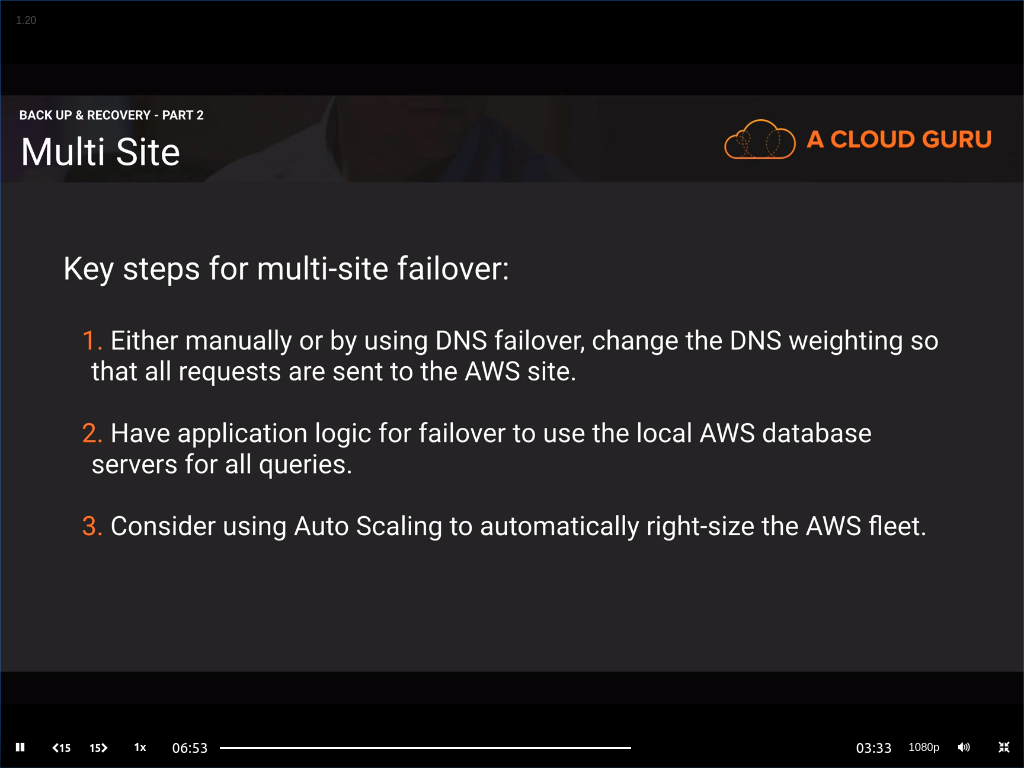 1.20
BACK UP & RECOVERY - PART 2
Multi Site
A CLOUD GURU
Key steps for multi-site failover:
1. Either manually or by using DNS failover, change the DNS weighting so
that all requests are sent to the AWS site.
2. Have application logic for failover to use the local AWS database
servers for all queries.
3. Consider using Auto Scaling to automatically right-size the AWS fleet.
15 15 1x 06:53 03:33 1080p